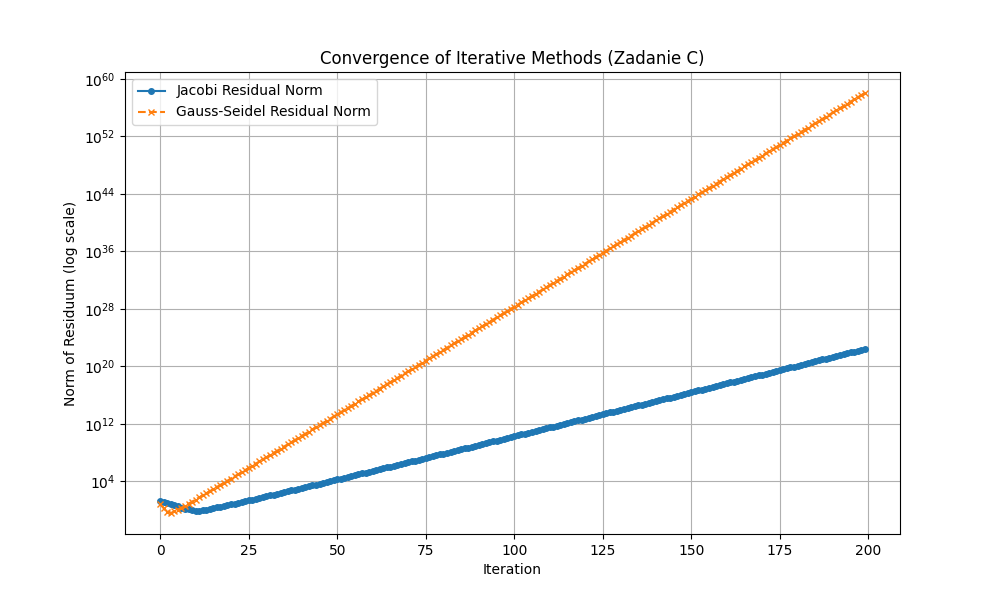 Convergence of Iterative Methods (Zadanie C)
Jacobi Residual Norm
Gauss-Seidel Residual Norm
Norm of Residuum (log scale)
10^60
10^52
10^44
10^36
10^28
10^20
10^12
10^4
0 25 50 75 100 125 150 175 200
Iteration